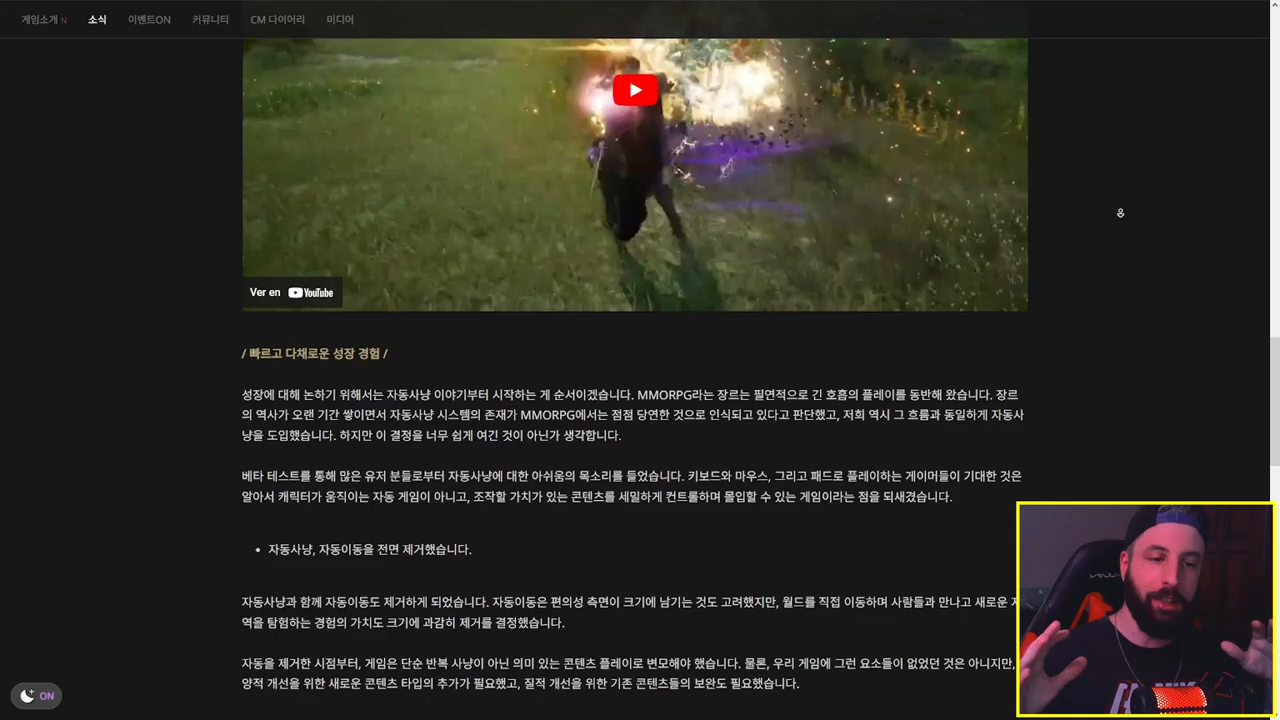 게임소개 N 소식 이벤트ON 커뮤니티 CM 다이어리 미디어
Ver en YouTube
/ 빠르고 다채로운 성장 경험 /
성장에 대해 논하기 위해서는 자동사냥 이야기부터 시작하는 게 순서이겠습니다. MMORPG라는 장르는 필연적으로 긴 호흡의 플레이를 동반해 왔습니다. 장르
의 역사가 오랜 기간 쌓이면서 자동사냥 시스템의 존재가 MMORPG에서는 점점 당연한 것으로 인식되고 있다고 판단했고, 저희 역시 그 흐름과 동일하게 자동사
냥을 도입했습니다. 하지만 이 결정을 너무 쉽게 여긴 것이 아닌가 생각합니다.
베타 테스트를 통해 많은 유저 분들로부터 자동사냥에 대한 아쉬움의 목소리를 들었습니다. 키보드와 마우스, 그리고 패드로 플레이하는 게이머들이 기대한 것은
알아서 캐릭터가 움직이는 자동 게임이 아니고, 조작할 가치가 있는 콘텐츠를 세밀하게 컨트롤하며 몰입할 수 있는 게임이라는 점을 되새겼습니다.
• 자동사냥, 자동이동을 전면 제거했습니다.
자동사냥과 함께 자동이동도 제거하게 되었습니다. 자동이동은 편의성 측면이 크기에 남기는 것도 고려했지만, 월드를 직접 이동하며 사람들과 만나고 새로운
역을 탐험하는 경험의 가치도 크기에 과감히 제거를 결정했습니다.
자동을 제거한 시점부터, 게임은 단순 반복 사냥이 아닌 의미 있는 콘텐츠 플레이로 변모해야 했습니다. 물론, 우리 게임에 그런 요소들이 없었던 것은 아니지만,
양적 개선을 위한 새로운 콘텐츠 타입의 추가가 필요했고, 질적 개선을 위한 기존 콘텐츠들의 보완도 필요했습니다.
ON